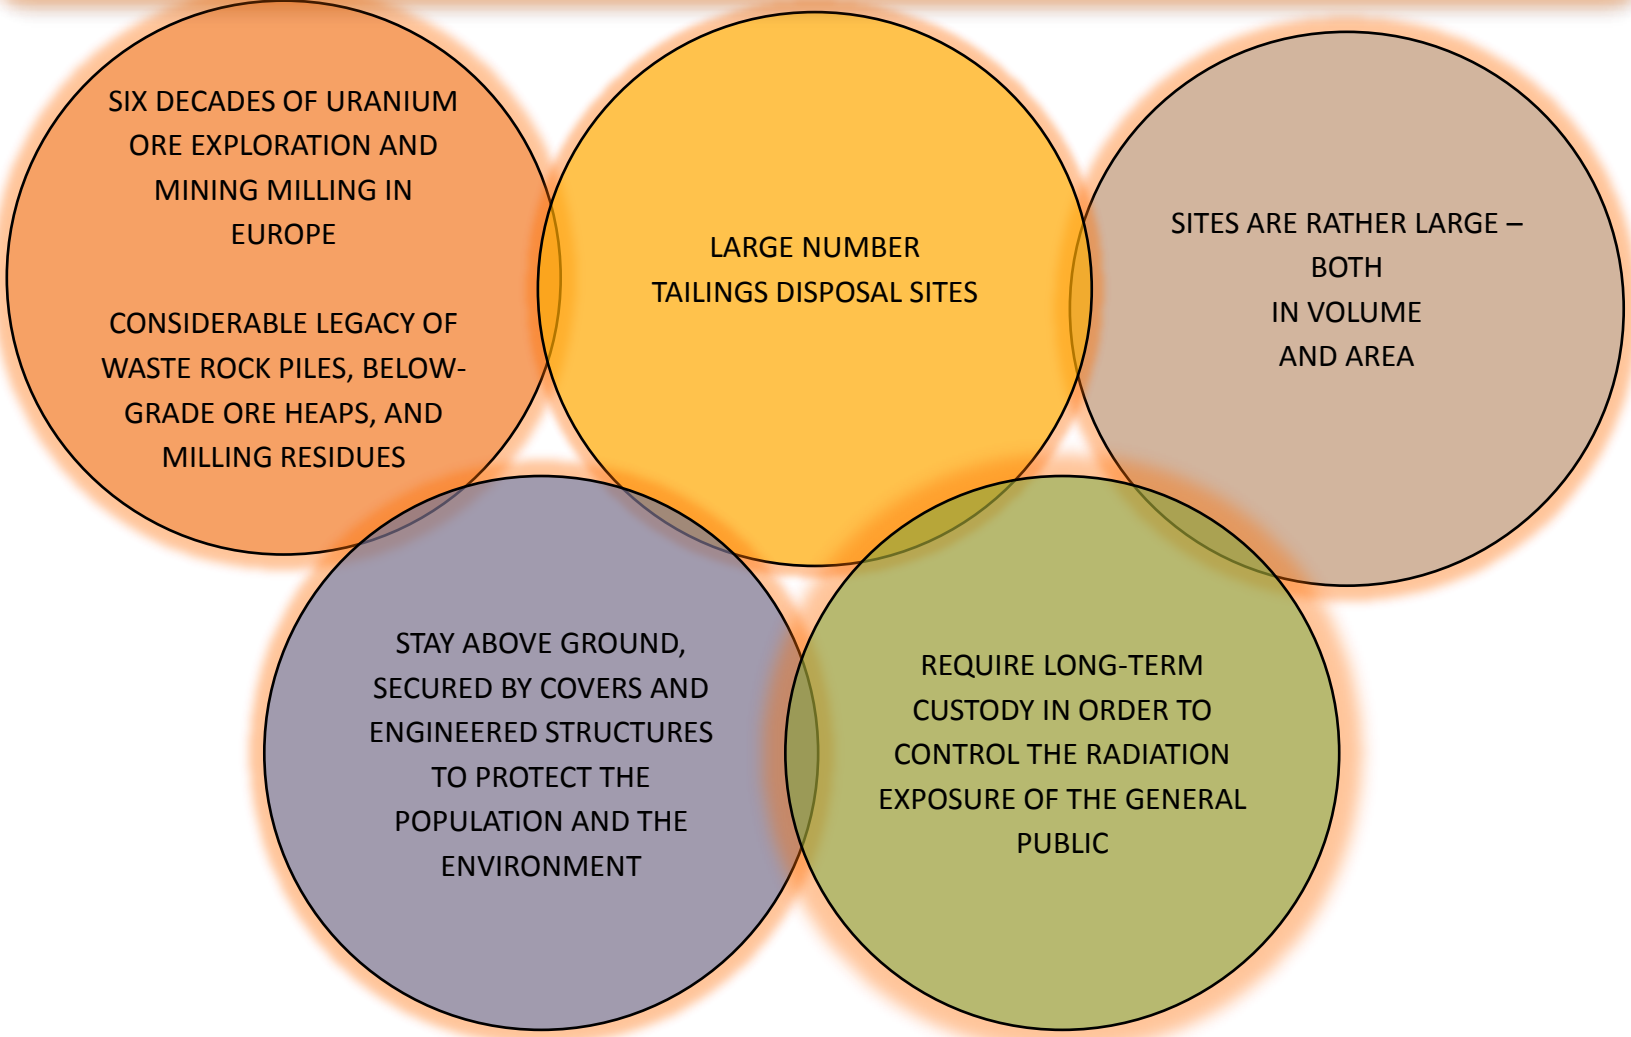 SIX DECADES OF URANIUM
ORE EXPLORATION AND
MINING MILLING IN
EUROPE
CONSIDERABLE LEGACY OF
WASTE ROCK PILES, BELOW-
GRADE ORE HEAPS, AND
MILLING RESIDUES
LARGE NUMBER
TAILINGS DISPOSAL SITES
SITES ARE RATHER LARGE –
BOTH
IN VOLUME
AND AREA
STAY ABOVE GROUND,
SECURED BY COVERS AND
ENGINEERED STRUCTURES
TO PROTECT THE
POPULATION AND THE
ENVIRONMENT
REQUIRE LONG-TERM
CUSTODY IN ORDER TO
CONTROL THE RADIATION
EXPOSURE OF THE GENERAL
PUBLIC